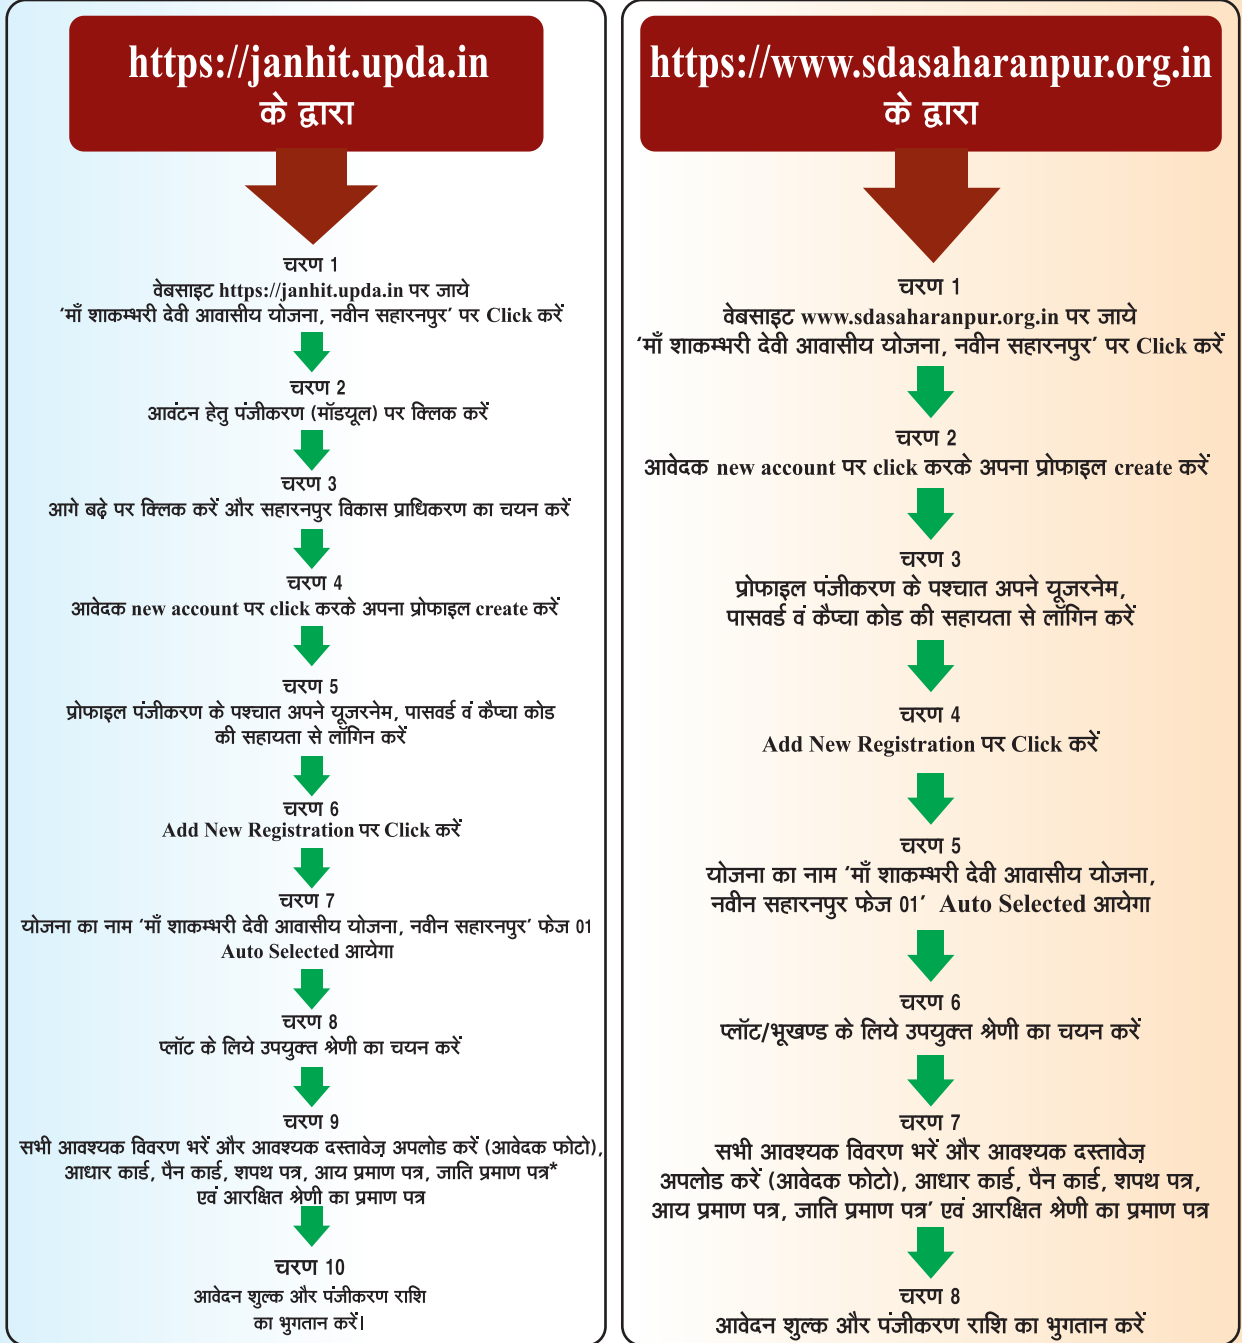 https://janhit.upda.in
के द्वारा
चरण 1
वेबसाइट https://janhit.upda.in पर जाये
‘माँ शाकम्भरी देवी आवासीय योजना, नवीन सहारनपुर’ पर Click करें
चरण 2
आवंटन हेतु पंजीकरण (मॉडयूल) पर क्लिक करें
चरण 3
आगे बढ़े पर क्लिक करें और सहारनपुर विकास प्राधिकरण का चयन करें
चरण 4
आवेदक new account पर click करके अपना प्रोफाइल create करें
चरण 5
प्रोफाइल पंजीकरण के पश्चात अपने यूजरनेम, पासवर्ड वं कैप्चा कोड
की सहायता से लॉगिन करें
चरण 6
Add New Registration पर Click करें
चरण 7
योजना का नाम ‘माँ शाकम्भरी देवी आवासीय योजना, नवीन सहारनपुर’ फेज 01
Auto Selected आयेगा
चरण 8
प्लॉट के लिये उपयुक्त श्रेणी का चयन करें
चरण 9
सभी आवश्यक विवरण भरें और आवश्यक दस्तावेज़ अपलोड करें (आवेदक फोटो),
आधार कार्ड, पैन कार्ड, शपथ पत्र, आय प्रमाण पत्र, जाति प्रमाण पत्र*
एवं आरक्षित श्रेणी का प्रमाण पत्र
चरण 10
आवेदन शुल्क और पंजीकरण राशि
का भुगतान करें।
https://www.sdasaharanpur.org.in
के द्वारा
चरण 1
वेबसाइट www.sdasaharanpur.org.in पर जाये
‘माँ शाकम्भरी देवी आवासीय योजना, नवीन सहारनपुर’ पर Click करें
चरण 2
आवेदक new account पर click करके अपना प्रोफाइल create करें
चरण 3
प्रोफाइल पंजीकरण के पश्चात अपने यूजरनेम,
पासवर्ड वं कैप्चा कोड की सहायता से लॉगिन करें
चरण 4
Add New Registration पर Click करें
चरण 5
योजना का नाम ‘माँ शाकम्भरी देवी आवासीय योजना,
नवीन सहारनपुर फेज 01’ Auto Selected आयेगा
चरण 6
प्लॉट/भूखण्ड के लिये उपयुक्त श्रेणी का चयन करें
चरण 7
सभी आवश्यक विवरण भरें और आवश्यक दस्तावेज़
अपलोड करें (आवेदक फोटो), आधार कार्ड, पैन कार्ड, शपथ पत्र,
आय प्रमाण पत्र, जाति प्रमाण पत्र’ एवं आरक्षित श्रेणी का प्रमाण पत्र
चरण 8
आवेदन शुल्क और पंजीकरण राशि का भुगतान करें